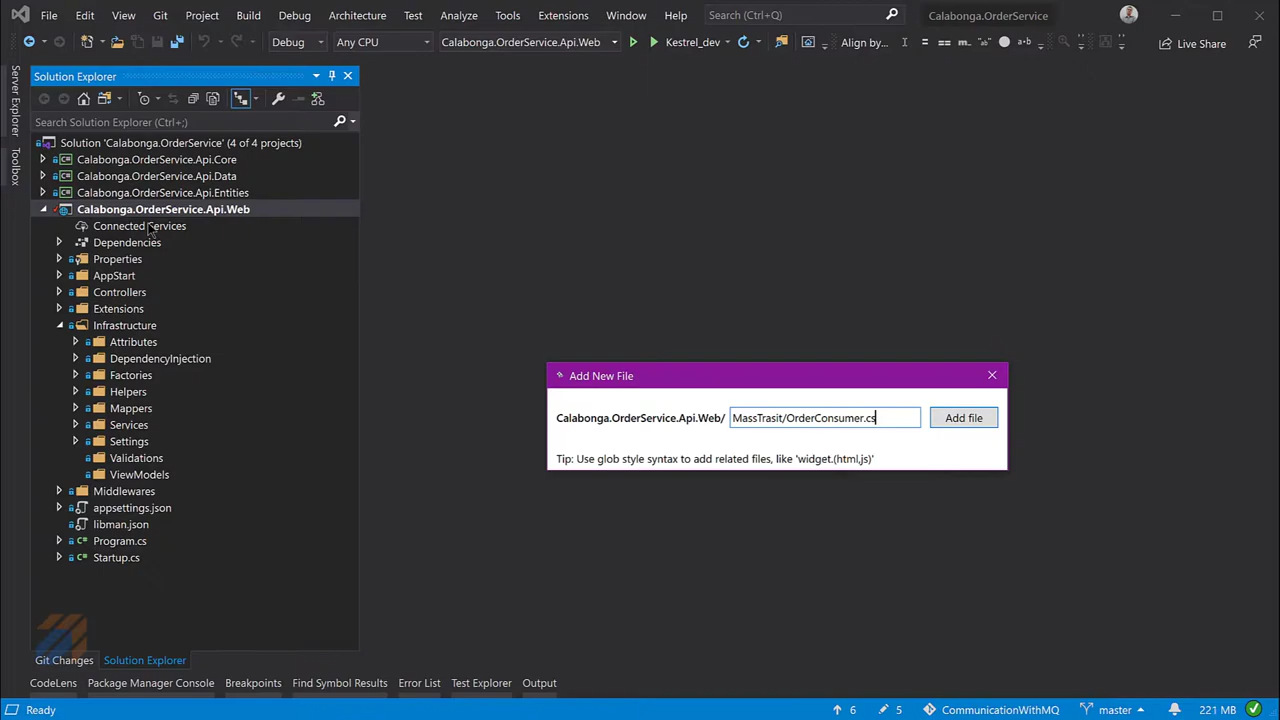 File Edit View Git Project Build Debug Architecture Test Analyze Tools Extensions Window Help Search (Ctrl+Q) Calabonga.OrderService
Debug Any CPU Calabonga.OrderService.Api.Web Kestrel_dev Align by... Live Share
Server Explorer
Toolbox
Solution Explorer
Search Solution Explorer (Ctrl+;)
Solution 'Calabonga.OrderService' (4 of 4 projects)
Calabonga.OrderService.Api.Core
Calabonga.OrderService.Api.Data
Calabonga.OrderService.Api.Entities
Calabonga.OrderService.Api.Web
Connected Services
Dependencies
Properties
AppStart
Controllers
Extensions
Infrastructure
Attributes
DependencyInjection
Factories
Helpers
Mappers
Services
Settings
Validations
ViewModels
Middlewares
appsettings.json
libman.json
Program.cs
Startup.cs
Add New File
Calabonga.OrderService.Api.Web/ MassTrasit/OrderConsumer.cs Add file
Tip: Use glob style syntax to add related files, like 'widget.(html,js)'
Git Changes Solution Explorer
CodeLens Package Manager Console Breakpoints Find Symbol Results Error List Test Explorer Output
Ready 6 5 CommunicationWithMQ master 221 MB